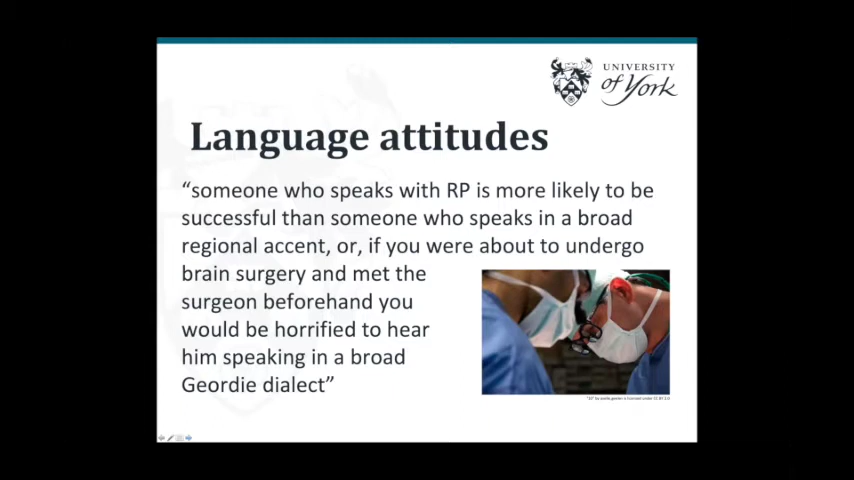 UNIVERSITY
of York
Language attitudes
“someone who speaks with RP is more likely to be
successful than someone who speaks in a broad
regional accent, or, if you were about to undergo
brain surgery and met the
surgeon beforehand you
would be horrified to hear
him speaking in a broad
Geordie dialect”